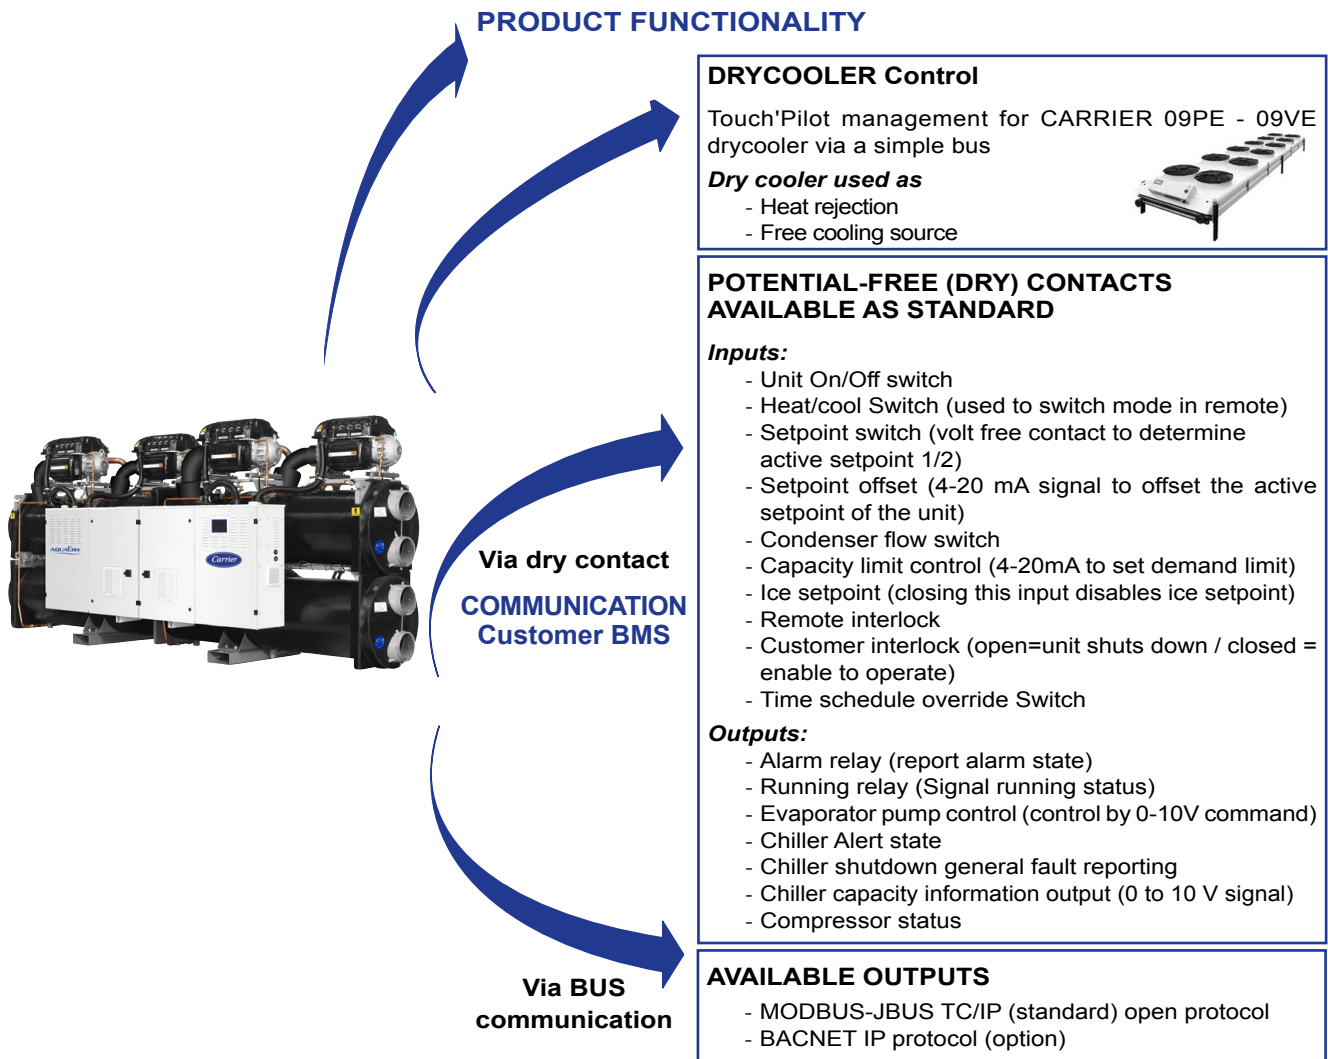 PRODUCT FUNCTIONALITY
DRYCOOLER Control
Touch'Pilot management for CARRIER 09PE - 09VE
drycooler via a simple bus
Dry cooler used as
- Heat rejection
- Free cooling source
POTENTIAL-FREE (DRY) CONTACTS
AVAILABLE AS STANDARD
Inputs:
- Unit On/Off switch
- Heat/cool Switch (used to switch mode in remote)
- Setpoint switch (volt free contact to determine
active setpoint 1/2)
- Setpoint offset (4-20 mA signal to offset the active
setpoint of the unit)
- Condenser flow switch
- Capacity limit control (4-20mA to set demand limit)
- Ice setpoint (closing this input disables ice setpoint)
- Remote interlock
- Customer interlock (open=unit shuts down / closed =
enable to operate)
- Time schedule override Switch
Outputs:
- Alarm relay (report alarm state)
- Running relay (Signal running status)
- Evaporator pump control (control by 0-10V command)
- Chiller Alert state
- Chiller shutdown general fault reporting
- Chiller capacity information output (0 to 10 V signal)
- Compressor status
AQUAEDGE
Carrier
Via dry contact
COMMUNICATION
Customer BMS
Via BUS
communication
AVAILABLE OUTPUTS
- MODBUS-JBUS TC/IP (standard) open protocol
- BACNET IP protocol (option)